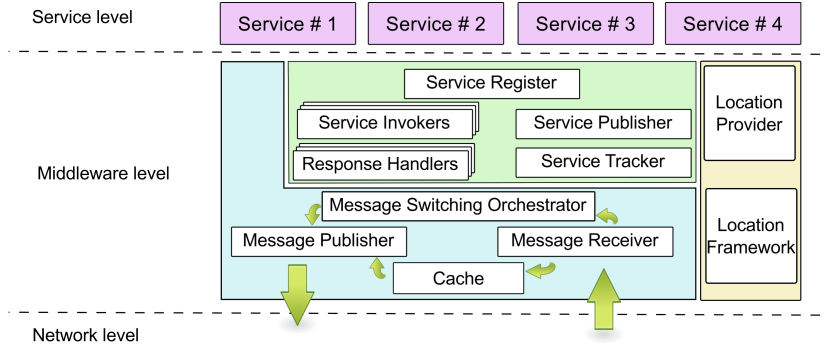 Service level
Service # 1
Service # 2
Service # 3
Service # 4
Service Register
Service Invokers
Service Publisher
Response Handlers
Service Tracker
Location
Provider
Middleware level
Message Switching Orchestrator
Message Publisher
Message Receiver
Cache
Location
Framework
Network level